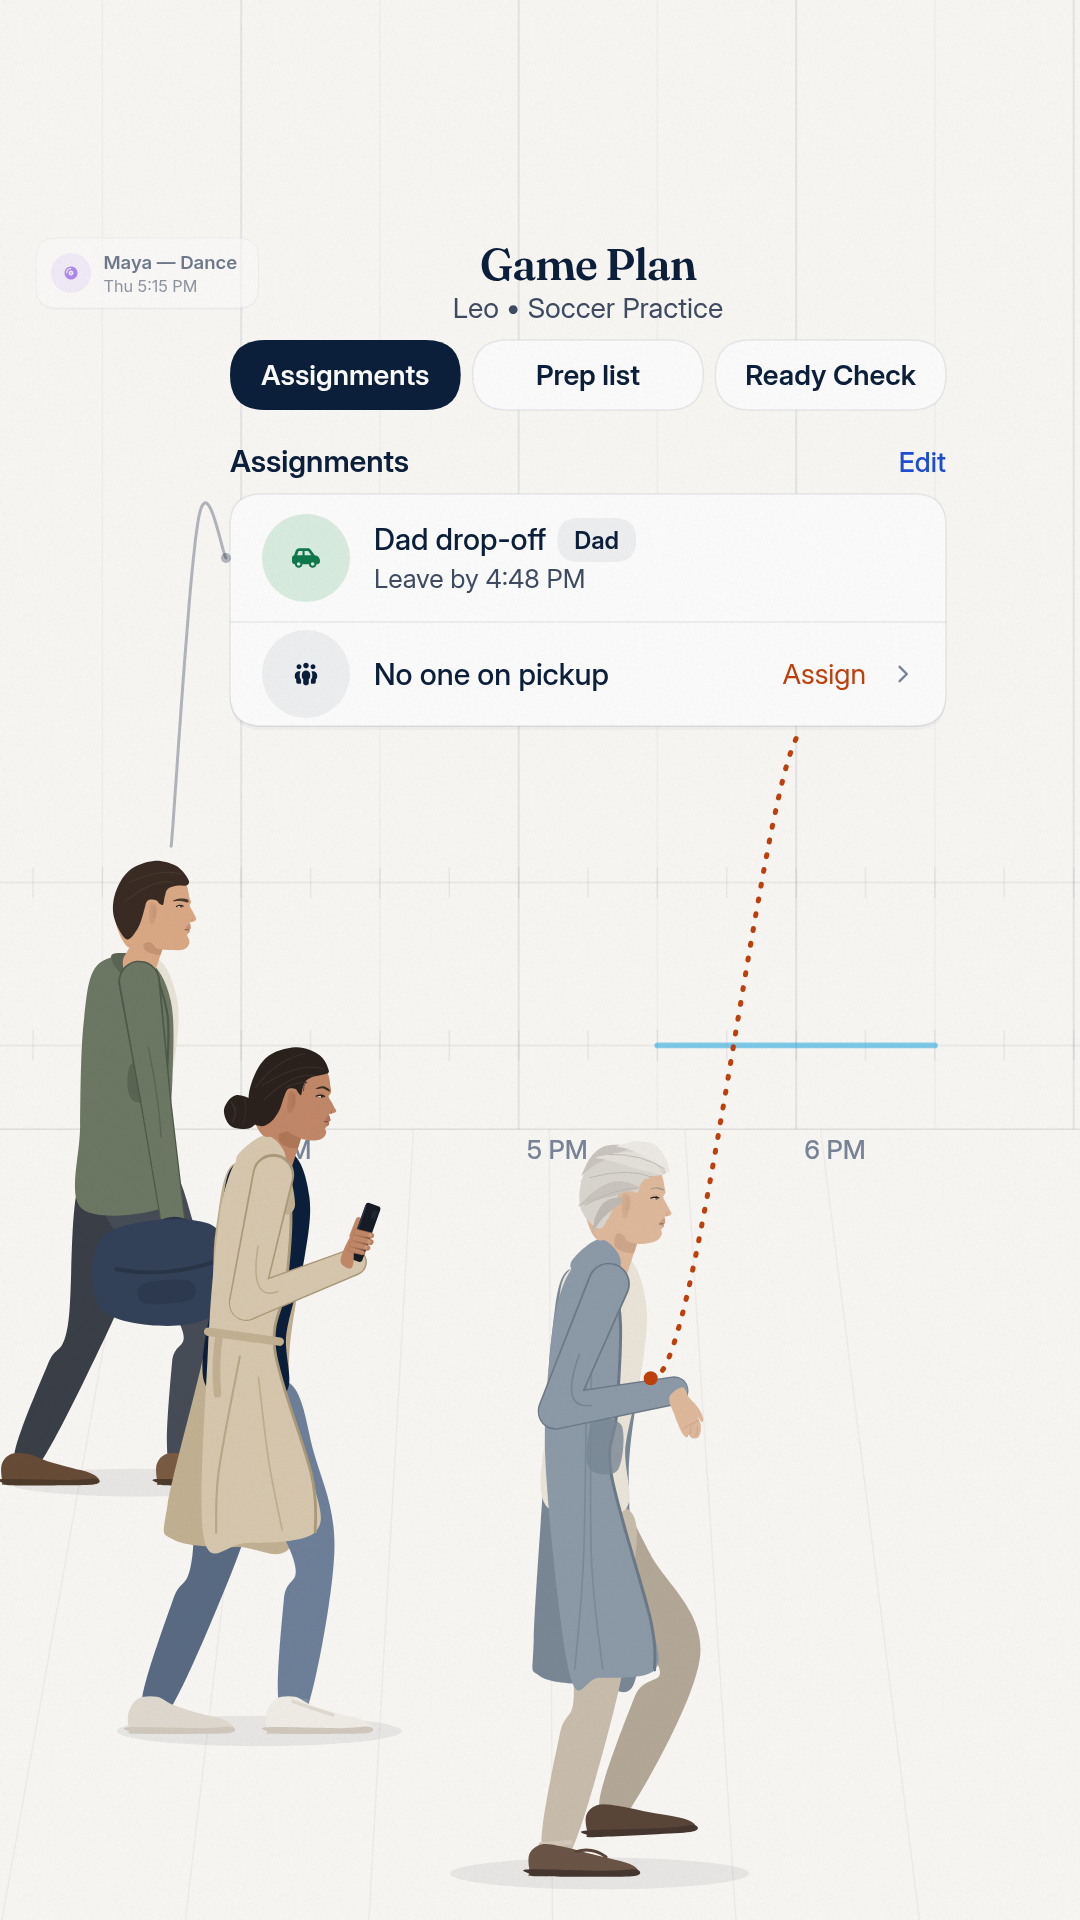 Maya — Dance
Thu 5:15 PM
Game Plan
Leo • Soccer Practice
Assignments
Prep list
Ready Check
Assignments
Edit
Dad drop-off
Dad
Leave by 4:48 PM
No one on pickup
Assign
5 PM
6 PM